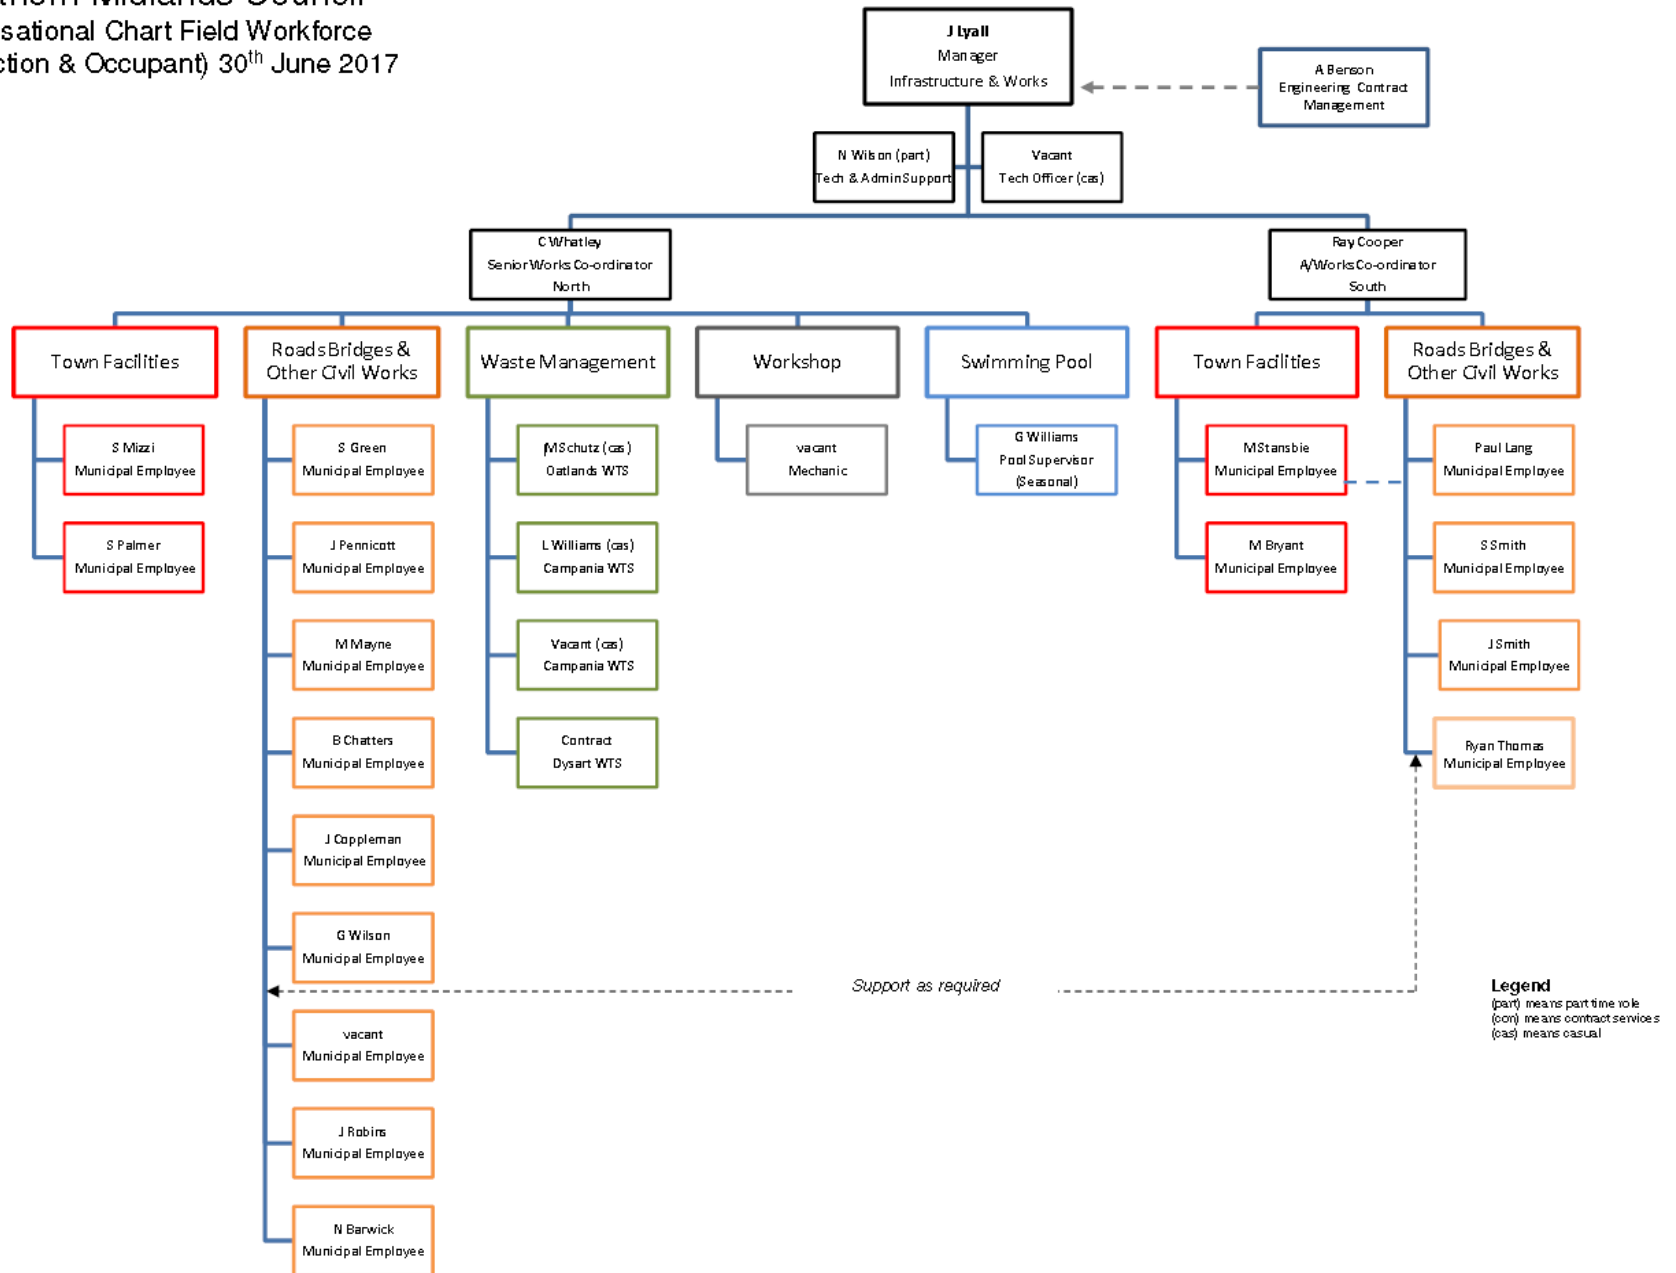 Midlands Council
sational Chart Field Workforce
ction & Occupant) 30th June 2017
J Lyall
Manager
Infrastructure & Works
A Benson
Engineering Contract
Management
N Wilson (part)
Tech & Admin Support
Vacant
Tech Officer (cas)
C Whatley
Senior Works Co-ordinator
North
Ray Cooper
A/Works Co-ordinator
South
Town Facilities
Roads Bridges &
Other Civil Works
Waste Management
Workshop
Swimming Pool
Town Facilities
Roads Bridges &
Other Civil Works
S Mizzi
Municipal Employee
S Palmer
Municipal Employee
S Green
Municipal Employee
J Pennicott
Municipal Employee
M Mayne
Municipal Employee
B Chatters
Municipal Employee
J Coppleman
Municipal Employee
G Wilson
Municipal Employee
vacant
Municipal Employee
J Robins
Municipal Employee
N Barwick
Municipal Employee
M Schutz (cas)
Oatlands WTS
L Williams (cas)
Campania WTS
Vacant (cas)
Campania WTS
Contract
Dysart WTS
vacant
Mechanic
G Williams
Pool Supervisor
(Seasonal)
M Stansbie
Municipal Employee
M Bryant
Municipal Employee
Paul Lang
Municipal Employee
S Smith
Municipal Employee
J Smith
Municipal Employee
Ryan Thomas
Municipal Employee
Support as required
Legend
(part) means part time role
(con) means contract services
(cas) means casual